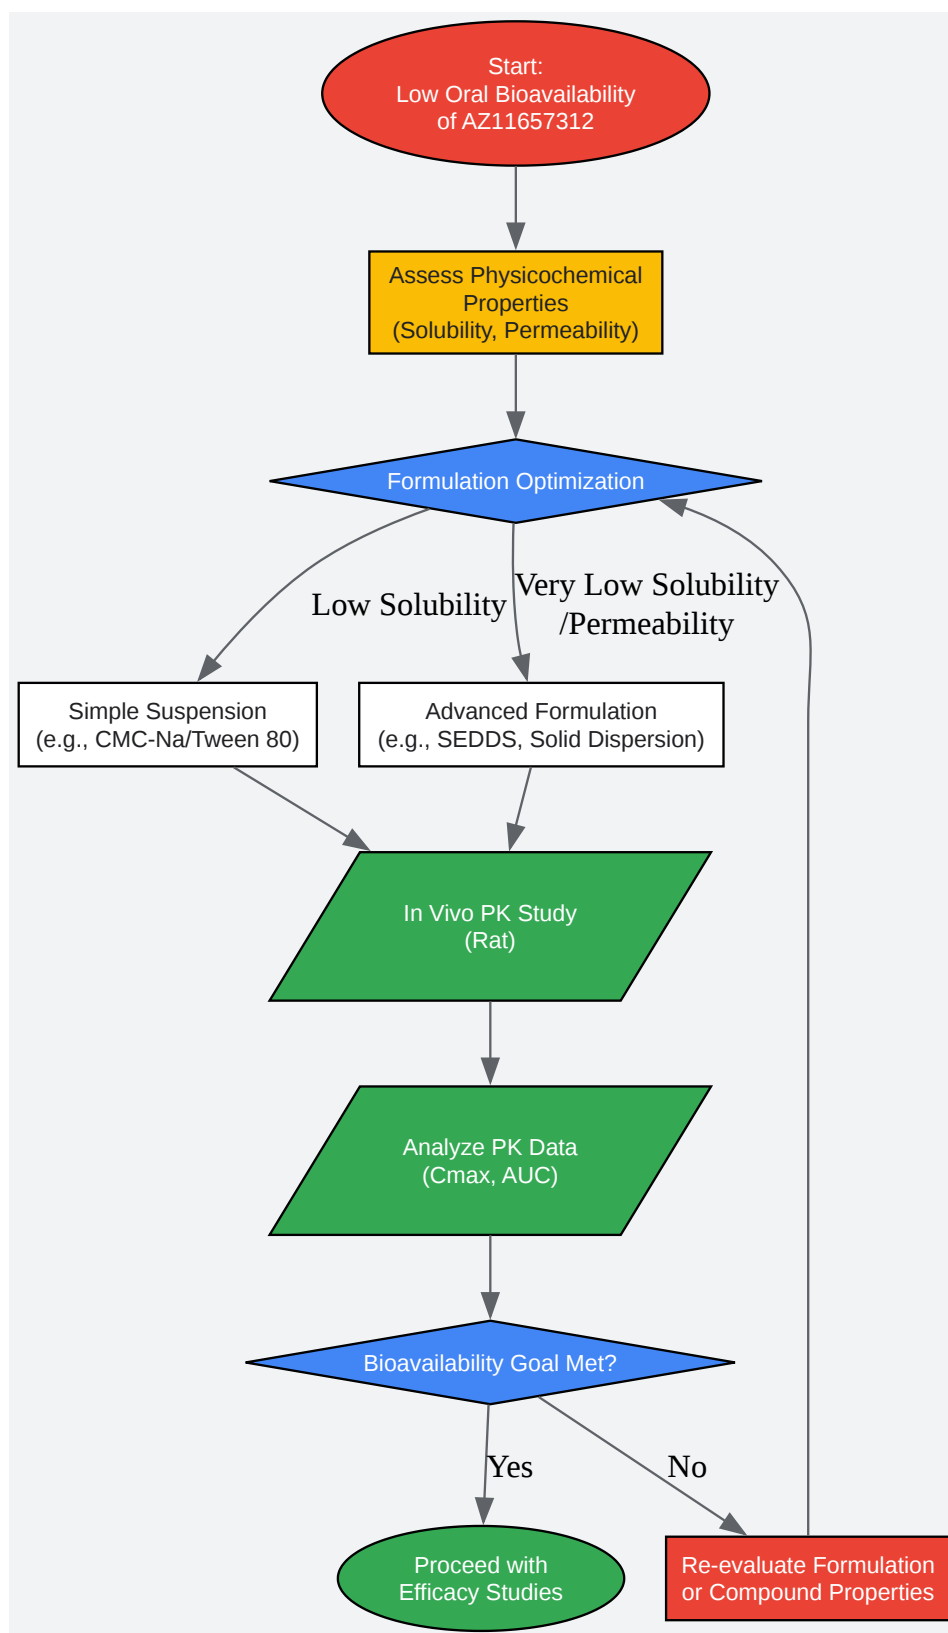 Start:
Low Oral Bioavailability
of AZ11657312
Assess Physicochemical
Properties
(Solubility, Permeability)
Formulation Optimization
Low Solubility
Very Low Solubility
/Permeability
Simple Suspension
(e.g., CMC-Na/Tween 80)
Advanced Formulation
(e.g., SEDDS, Solid Dispersion)
In Vivo PK Study
(Rat)
Analyze PK Data
(Cmax, AUC)
Bioavailability Goal Met?
Yes
No
Proceed with
Efficacy Studies
Re-evaluate Formulation
or Compound Properties